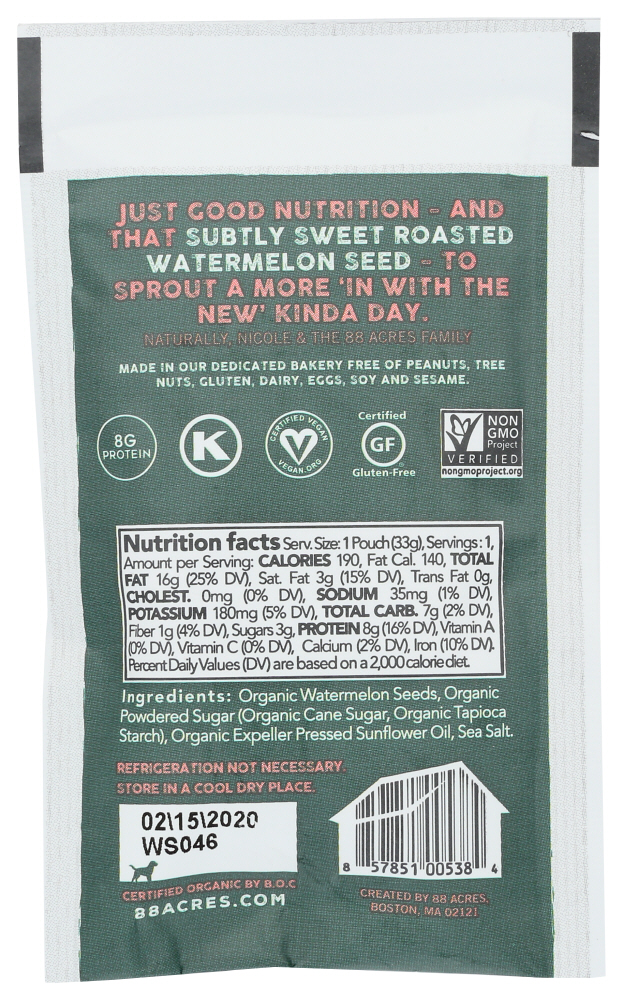 JUST GOOD NUTRITION - AND
THAT SUBTLY SWEET ROASTED
WATERMELON SEED - TO
SPROUT A MORE 'IN WITH THE
NEW' KINDA DAY.
NATURALLY, NICOLE & THE 88 ACRES FAMILY
MADE IN OUR DEDICATED BAKERY FREE OF PEANUTS, TREE
NUTS, GLUTEN, DAIRY, EGGS, SOY AND SESAME.
8G
PROTEIN
K
CERTIFIED VEGAN
VEGAN.ORG
Certified
GF
Gluten-Free
NON
GMO
Project
VERIFIED
nongmoproject.org
Nutrition facts Serv. Size: 1 Pouch (33g), Servings: 1,
Amount per Serving: CALORIES 190, Fat Cal. 140, TOTAL
FAT 16g (25% DV), Sat. Fat 3g (15% DV), Trans Fat 0g,
CHOLEST. 0mg (0% DV), SODIUM 35mg (1% DV),
POTASSIUM 180mg (5% DV), TOTAL CARB. 7g (2% DV),
Fiber 1g (4% DV), Sugars 3g, PROTEIN 8g (16% DV), Vitamin A
(0% DV), Vitamin C (0% DV), Calcium (2% DV), Iron (10% DV).
Percent Daily Values (DV) are based on a 2,000 calorie diet.
Ingredients: Organic Watermelon Seeds, Organic
Powdered Sugar (Organic Cane Sugar, Organic Tapioca
Starch), Organic Expeller Pressed Sunflower Oil, Sea Salt.
REFRIGERATION NOT NECESSARY.
STORE IN A COOL DRY PLACE.
02\15\2020
WS046
CERTIFIED ORGANIC BY B.O.C
88ACRES.COM
8 57851 00538 4
CREATED BY 88 ACRES,
BOSTON, MA 02121